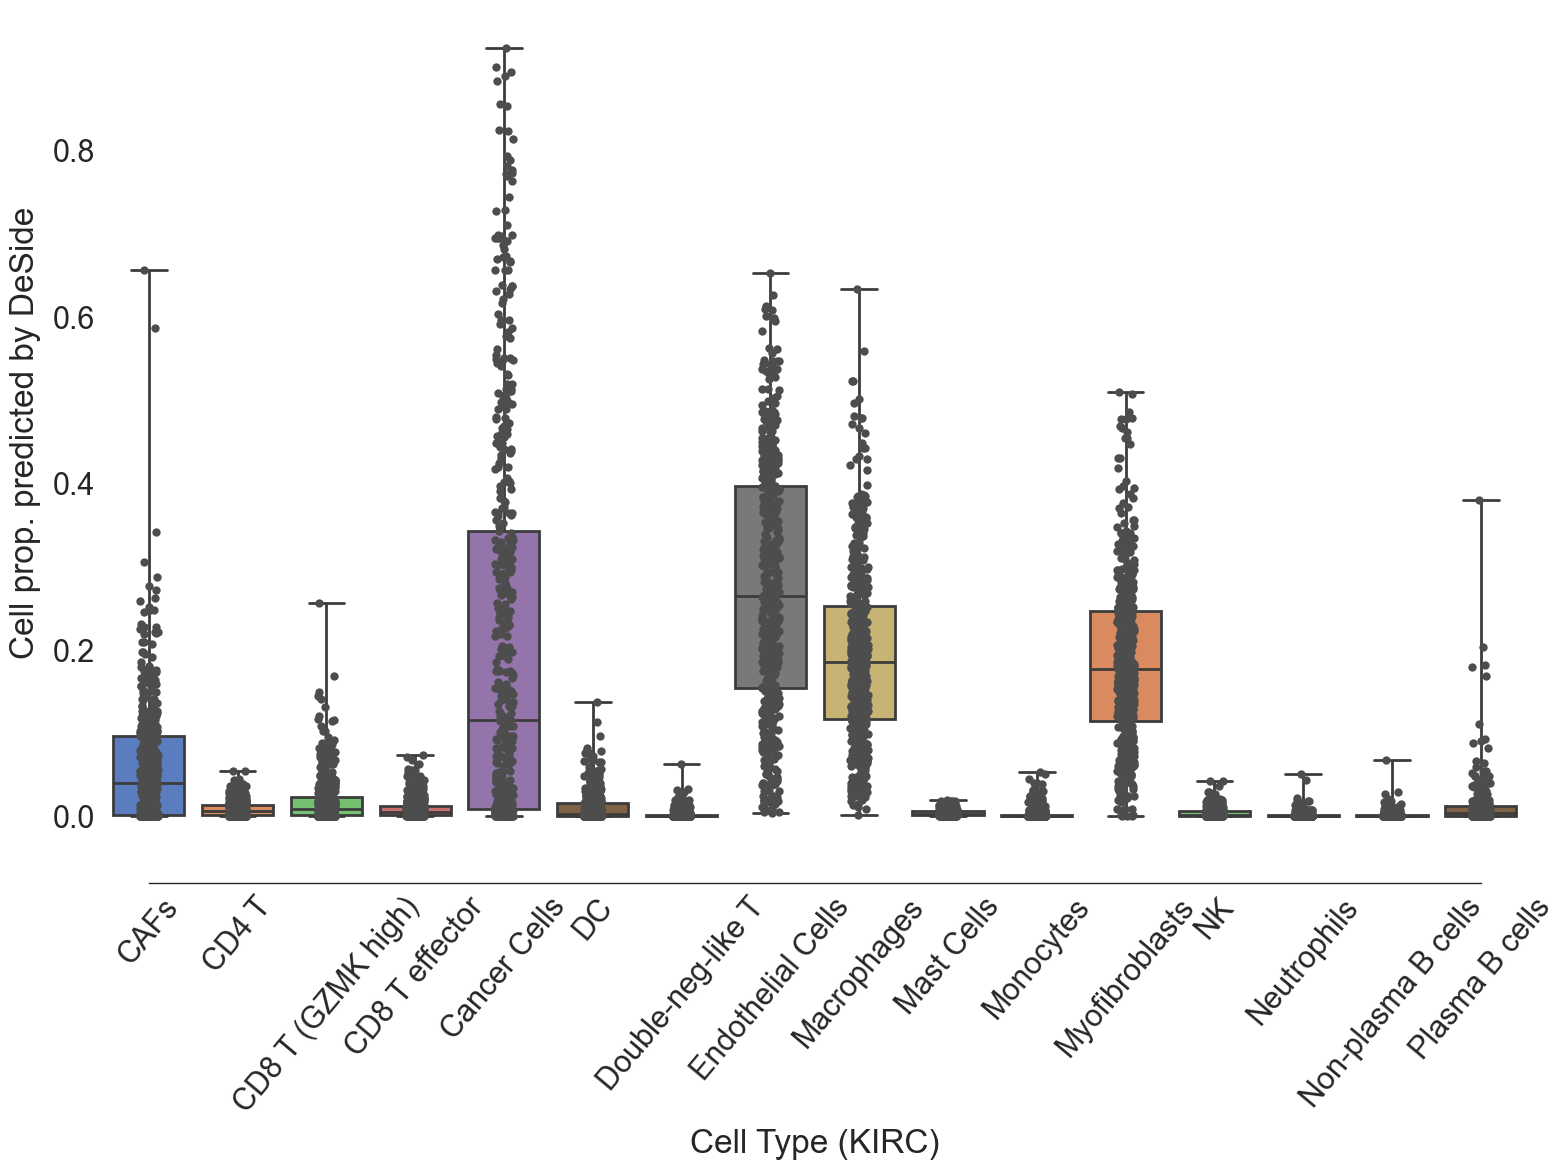 Cell prop. predicted by DeSide
0.8
0.6
0.4
0.2
0.0
CAFs
CD4 T
CD8 T (GZMK high)
CD8 T effector
Cancer Cells
DC
Double-neg-like T
Endothelial Cells
Macrophages
Mast Cells
Monocytes
Myofibroblasts
NK
Neutrophils
Non-plasma B cells
Plasma B cells
Cell Type (KIRC)